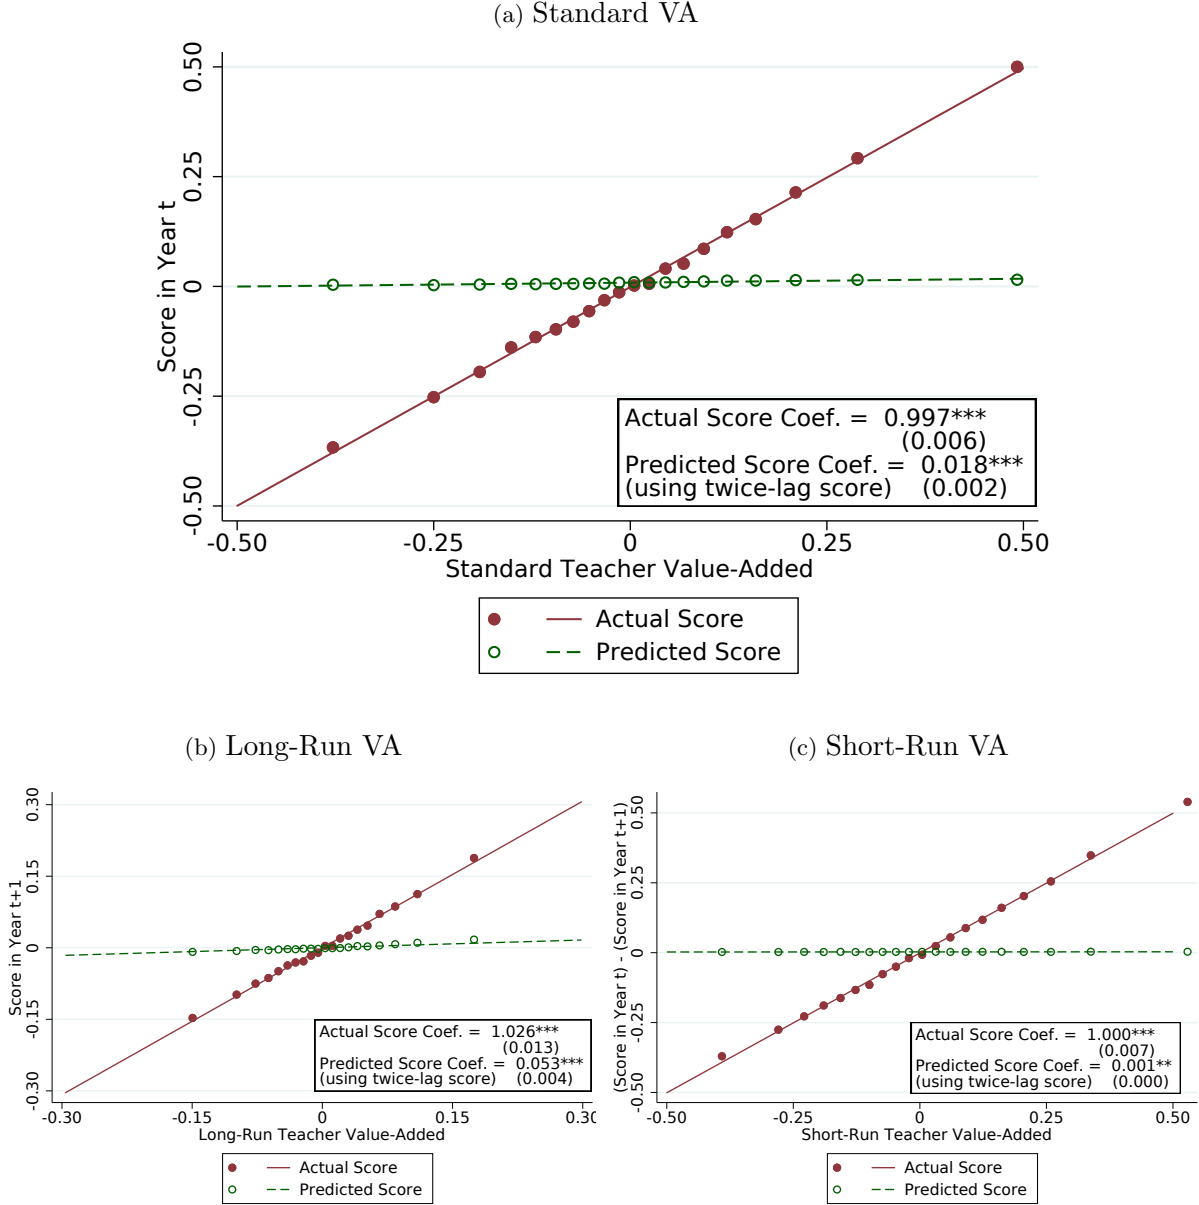 (a) Standard VA
Score in Year t
0.50
0.25
0
-0.25
-0.50
Actual Score Coef. = 0.997***
(0.006)
Predicted Score Coef. = 0.018***
(using twice-lag score) (0.002)
-0.50 -0.25 0 0.25 0.50
Standard Teacher Value-Added
Actual Score
Predicted Score
(b) Long-Run VA
Score in Year t+1
0.30
0.15
0
-0.15
-0.30
Actual Score Coef. = 1.026***
(0.013)
Predicted Score Coef. = 0.053***
(using twice-lag score) (0.004)
-0.30 -0.15 0 0.15 0.30
Long-Run Teacher Value-Added
Actual Score
Predicted Score
(c) Short-Run VA
(Score in Year t) - (Score in Year t+1)
0.50
0.25
0
-0.25
-0.50
Actual Score Coef. = 1.000***
(0.007)
Predicted Score Coef. = 0.001**
(using twice-lag score) (0.000)
-0.50 -0.25 0 0.25 0.50
Short-Run Teacher Value-Added
Actual Score
Predicted Score